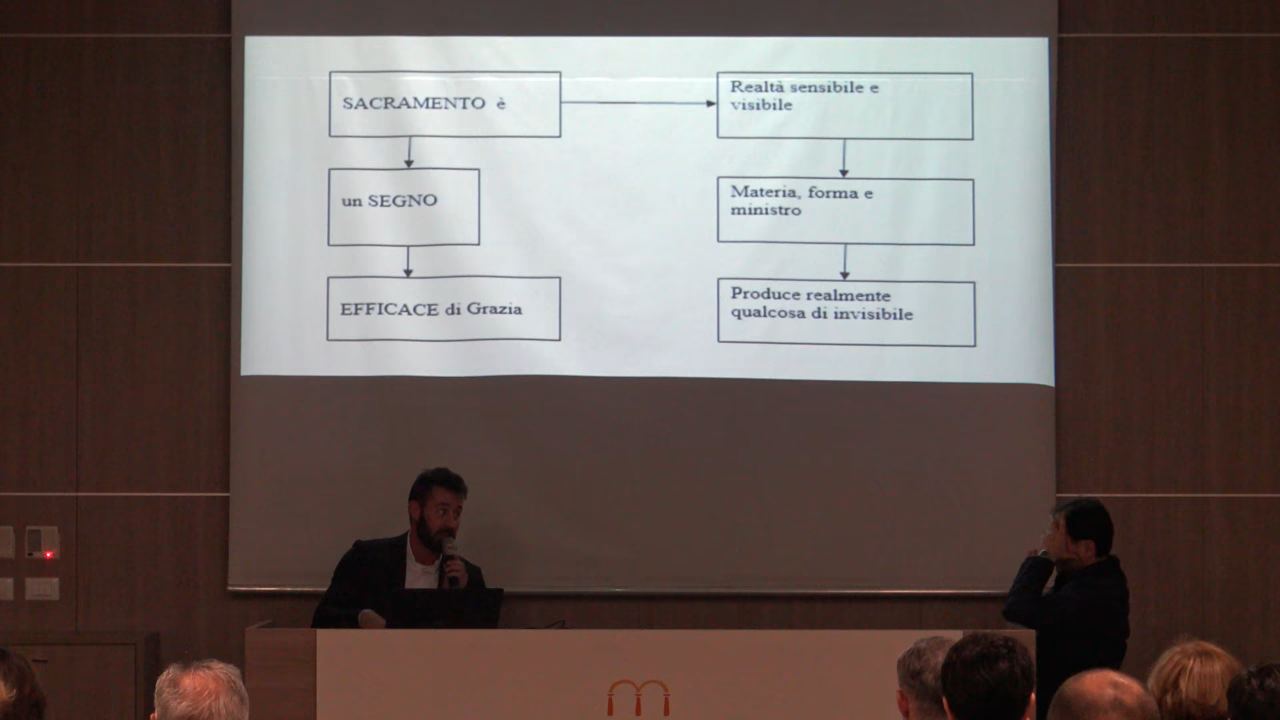 SACRAMENTO è
un SEGNO
EFFICACE di Grazia
Realtà sensibile e
visibile
Materia, forma e
ministro
Produce realmente
qualcosa di invisibile